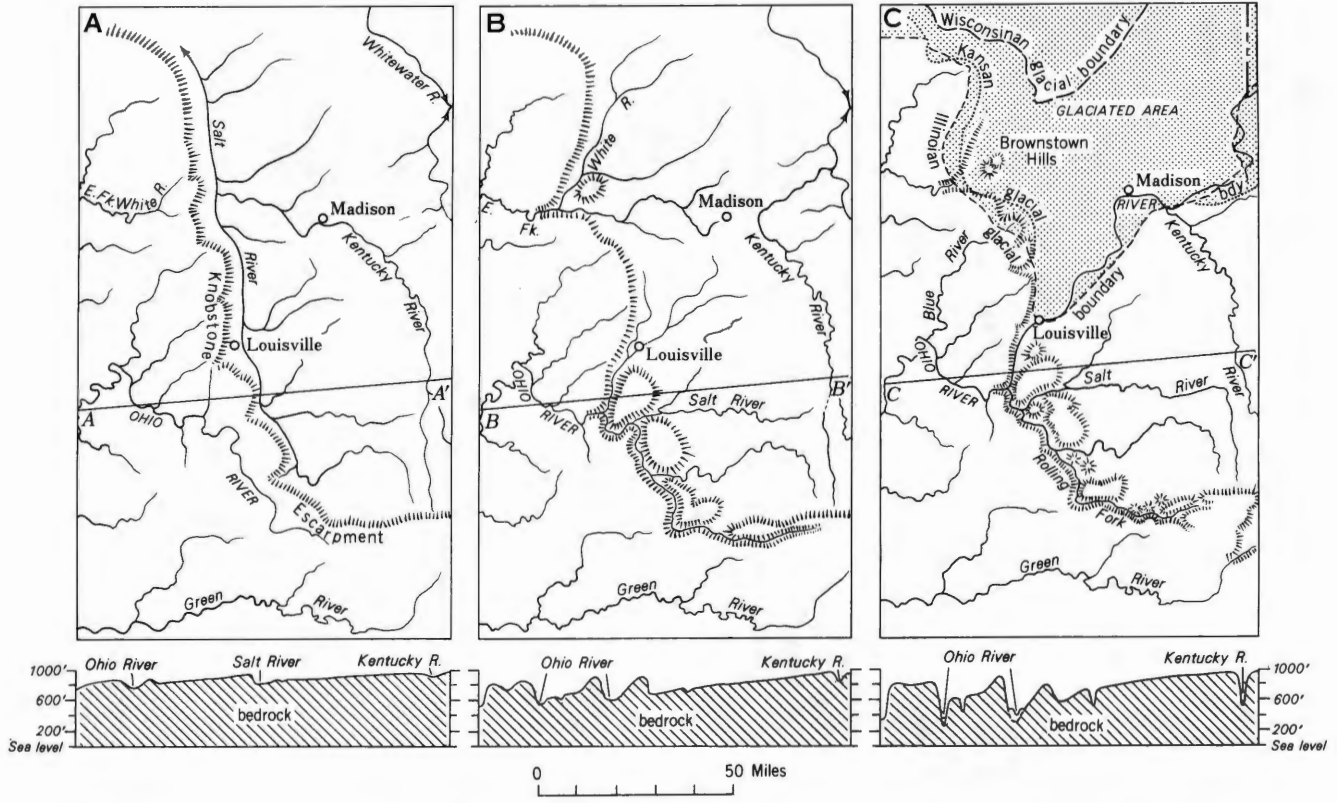 A
Whitewater R.
Salt
E. Fk. White R.
Madison
Kentucky
River
River
Knobstone
Louisville
A
A'
OHIO
RIVER
Escarpment
Green
River
B
R.
White
Madison
E.
Fk.
Kentucky
River
Louisville
OHIO
RIVER
B
B'
Salt River
Green
River
C
Wisconsinan glacial boundary
Kansan
GLACIATED AREA
Illinoian
Brownstown
Hills
Madison
glacial
RIVER
bdy
glacial
River
Kentucky
boundary
Blue
Louisville
OHIO
C
C'
Salt
River
River
RIVER
Rolling
Fork
Green
River
Ohio River
Salt River
Kentucky R.
1000'
600'
200'
Sea level
bedrock
Ohio River
Kentucky R.
bedrock
Ohio River
Kentucky R.
1000'
600'
200'
Sea level
bedrock
0
50 Miles